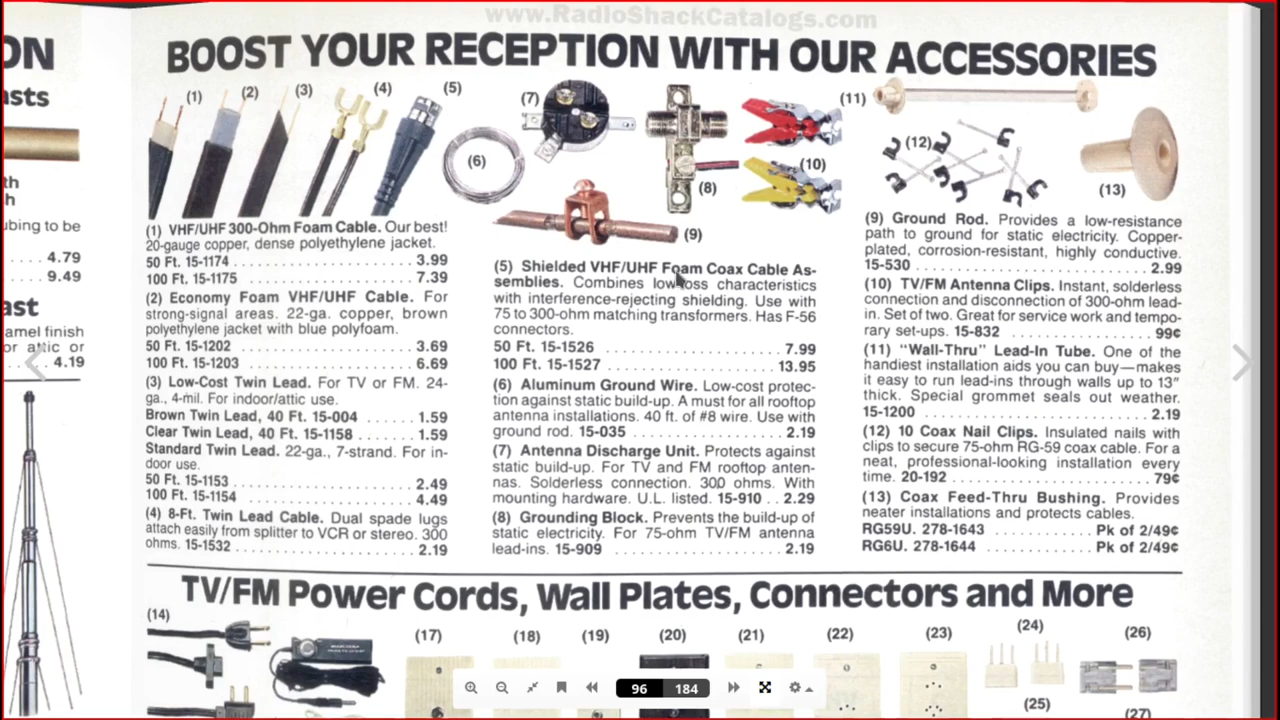 www.RadioShackCatalogs.com
ON
asts
th
h
ubing to be
. . . . 4.79
. . . . 9.49
ast
amel finish
or attic or
. . . . 4.19
BOOST YOUR RECEPTION WITH OUR ACCESSORIES
(1)
(2)
(3)
(4)
(5)
(6)
(7)
(8)
(9)
(10)
(11)
(12)
(13)
(1) VHF/UHF 300-Ohm Foam Cable. Our best!
20-gauge copper, dense polyethylene jacket.
50 Ft. 15-1174 . . . . . . . . . . . . . . . . . . . . 3.99
100 Ft. 15-1175 . . . . . . . . . . . . . . . . . . . 7.39
(2) Economy Foam VHF/UHF Cable. For
strong-signal areas. 22-ga. copper, brown
polyethylene jacket with blue polyfoam.
50 Ft. 15-1202 . . . . . . . . . . . . . . . . . . . . 3.69
100 Ft. 15-1203 . . . . . . . . . . . . . . . . . . . 6.69
(3) Low-Cost Twin Lead. For TV or FM. 24-
ga., 4-mil. For indoor/attic use.
Brown Twin Lead, 40 Ft. 15-004 . . . . . . 1.59
Clear Twin Lead, 40 Ft. 15-1158 . . . . . . 1.59
Standard Twin Lead. 22-ga., 7-strand. For in-
door use.
50 Ft. 15-1153 . . . . . . . . . . . . . . . . . . . . 2.49
100 Ft. 15-1154 . . . . . . . . . . . . . . . . . . . 4.49
(4) 8-Ft. Twin Lead Cable. Dual spade lugs
attach easily from splitter to VCR or stereo. 300
ohms. 15-1532 . . . . . . . . . . . . . . . . . . . . 2.19
(5) Shielded VHF/UHF Foam Coax Cable As-
semblies. Combines low-loss characteristics
with interference-rejecting shielding. Use with
75 to 300-ohm matching transformers. Has F-56
connectors.
50 Ft. 15-1526 . . . . . . . . . . . . . . . . . . . . 7.99
100 Ft. 15-1527 . . . . . . . . . . . . . . . . . . 13.95
(6) Aluminum Ground Wire. Low-cost protec-
tion against static build-up. A must for all rooftop
antenna installations. 40 ft. of #8 wire. Use with
ground rod. 15-035 . . . . . . . . . . . . . . . . 2.19
(7) Antenna Discharge Unit. Protects against
static build-up. For TV and FM rooftop anten-
nas. Solderless connection. 300 ohms. With
mounting hardware. U.L. listed. 15-910 . . 2.29
(8) Grounding Block. Prevents the build-up of
static electricity. For 75-ohm TV/FM antenna
lead-ins. 15-909 . . . . . . . . . . . . . . . . . . 2.19
(9) Ground Rod. Provides a low-resistance
path to ground for static electricity. Copper-
plated, corrosion-resistant, highly conductive.
15-530 . . . . . . . . . . . . . . . . . . . . . . . . . . 2.99
(10) TV/FM Antenna Clips. Instant, solderless
connection and disconnection of 300-ohm lead-
in. Set of two. Great for service work and tempo-
rary set-ups. 15-832 . . . . . . . . . . . . . . . . 99¢
(11) “Wall-Thru” Lead-In Tube. One of the
handiest installation aids you can buy—makes
it easy to run lead-ins through walls up to 13″
thick. Special grommet seals out weather.
15-1200 . . . . . . . . . . . . . . . . . . . . . . . . . 2.19
(12) 10 Coax Nail Clips. Insulated nails with
clips to secure 75-ohm RG-59 coax cable. For a
neat, professional-looking installation every
time. 20-192 . . . . . . . . . . . . . . . . . . . . . 79¢
(13) Coax Feed-Thru Bushing. Provides
neater installations and protects cables.
RG59U. 278-1643 . . . . . . . . . . . Pk of 2/49¢
RG6U. 278-1644 . . . . . . . . . . . . Pk of 2/49¢
TV/FM Power Cords, Wall Plates, Connectors and More
(14)
(17)
(18)
(19)
(20)
(21)
(22)
(23)
(24)
(25)
(26)
(27)
96
184